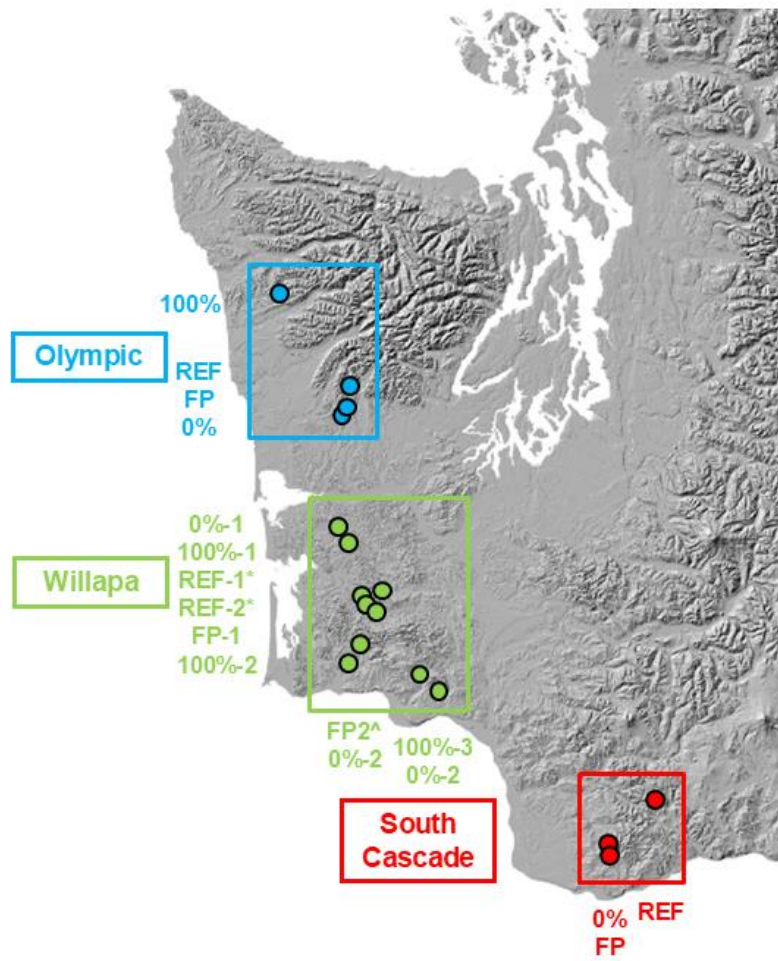 100%
Olympic
REF
FP
0%
0%-1
100%-1
Willapa
REF-1*
REF-2*
FP-1
100%-2
FP2^
0%-2
100%-3
0%-2
South
Cascade
0%
FP
REF